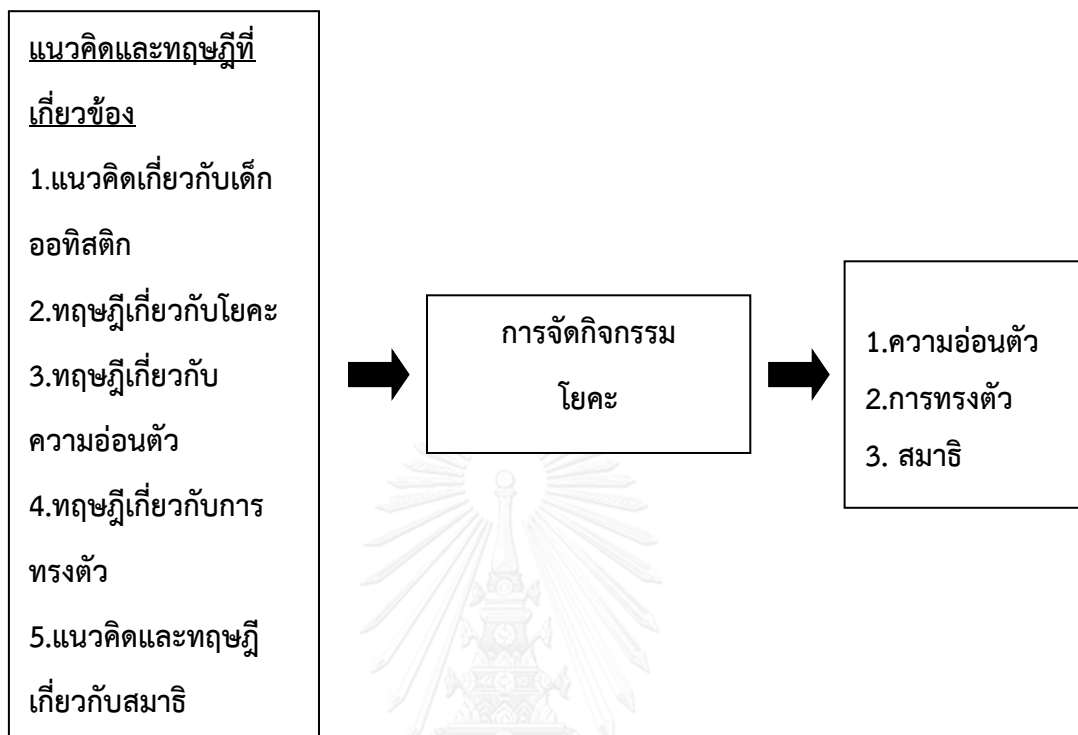 แนวคิดและทฤษฎีที่
เกี่ยวข้อง
1.แนวคิดเกี่ยวกับเด็ก
ออทิสติก
2.ทฤษฎีเกี่ยวกับโยคะ
3.ทฤษฎีเกี่ยวกับ
ความอ่อนตัว
4.ทฤษฎีเกี่ยวกับการ
ทรงตัว
5.แนวคิดและทฤษฎี
เกี่ยวกับสมาธิ
การจัดกิจกรรม
โยคะ
1.ความอ่อนตัว
2.การทรงตัว
3. สมาธิ